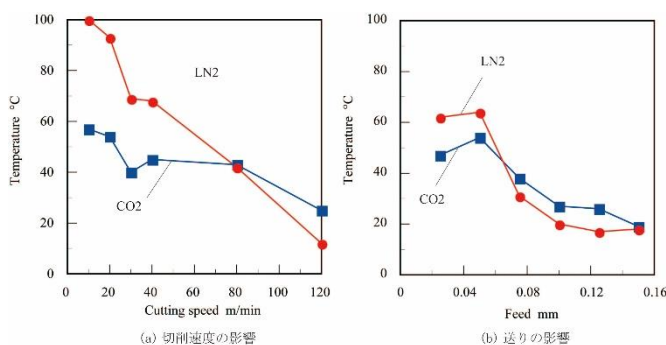 100
80
60
40
20
0
Temperature °C
LN2
CO2
0 20 40 60 80 100 120
Cutting speed m/min
(a) 切削速度の影響
100
80
60
40
20
0
Temperature °C
LN2
CO2
0 0.04 0.08 0.12 0.16
Feed mm
(b) 送りの影響